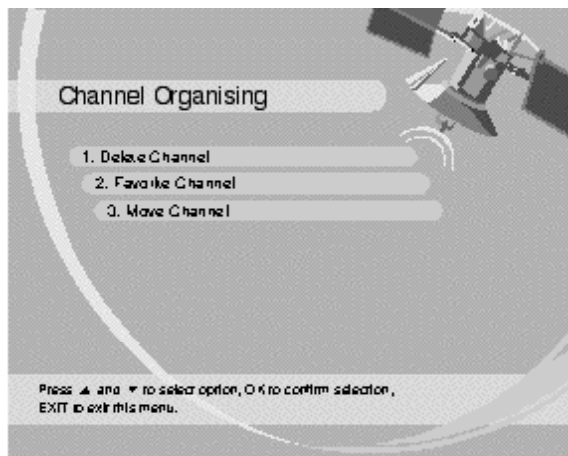 Channel Organising
1. Delete Channel
2. Favorite Channel
3. Move Channel
Press ▲ and ▼ to select option, OK to confirm selection,
EXIT to exit this menu.